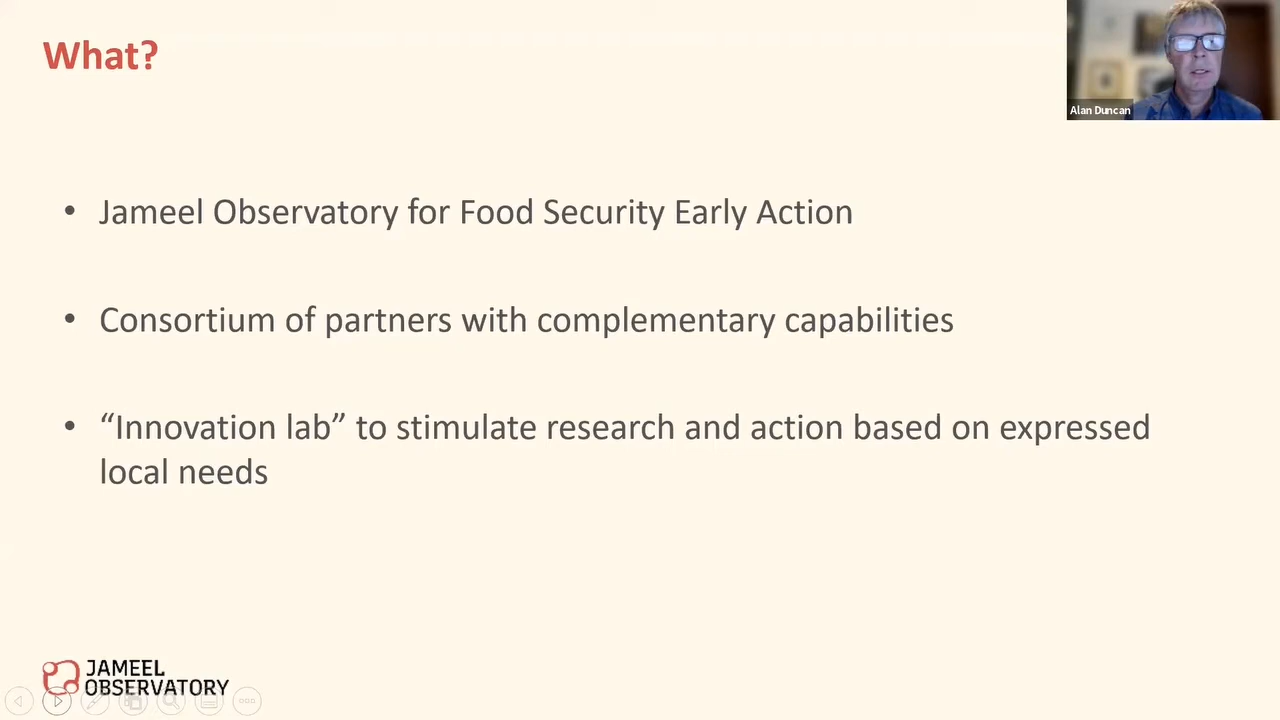 What?
Alan Duncan
• Jameel Observatory for Food Security Early Action
• Consortium of partners with complementary capabilities
• “Innovation lab” to stimulate research and action based on expressed
local needs
JAMEEL
OBSERVATORY